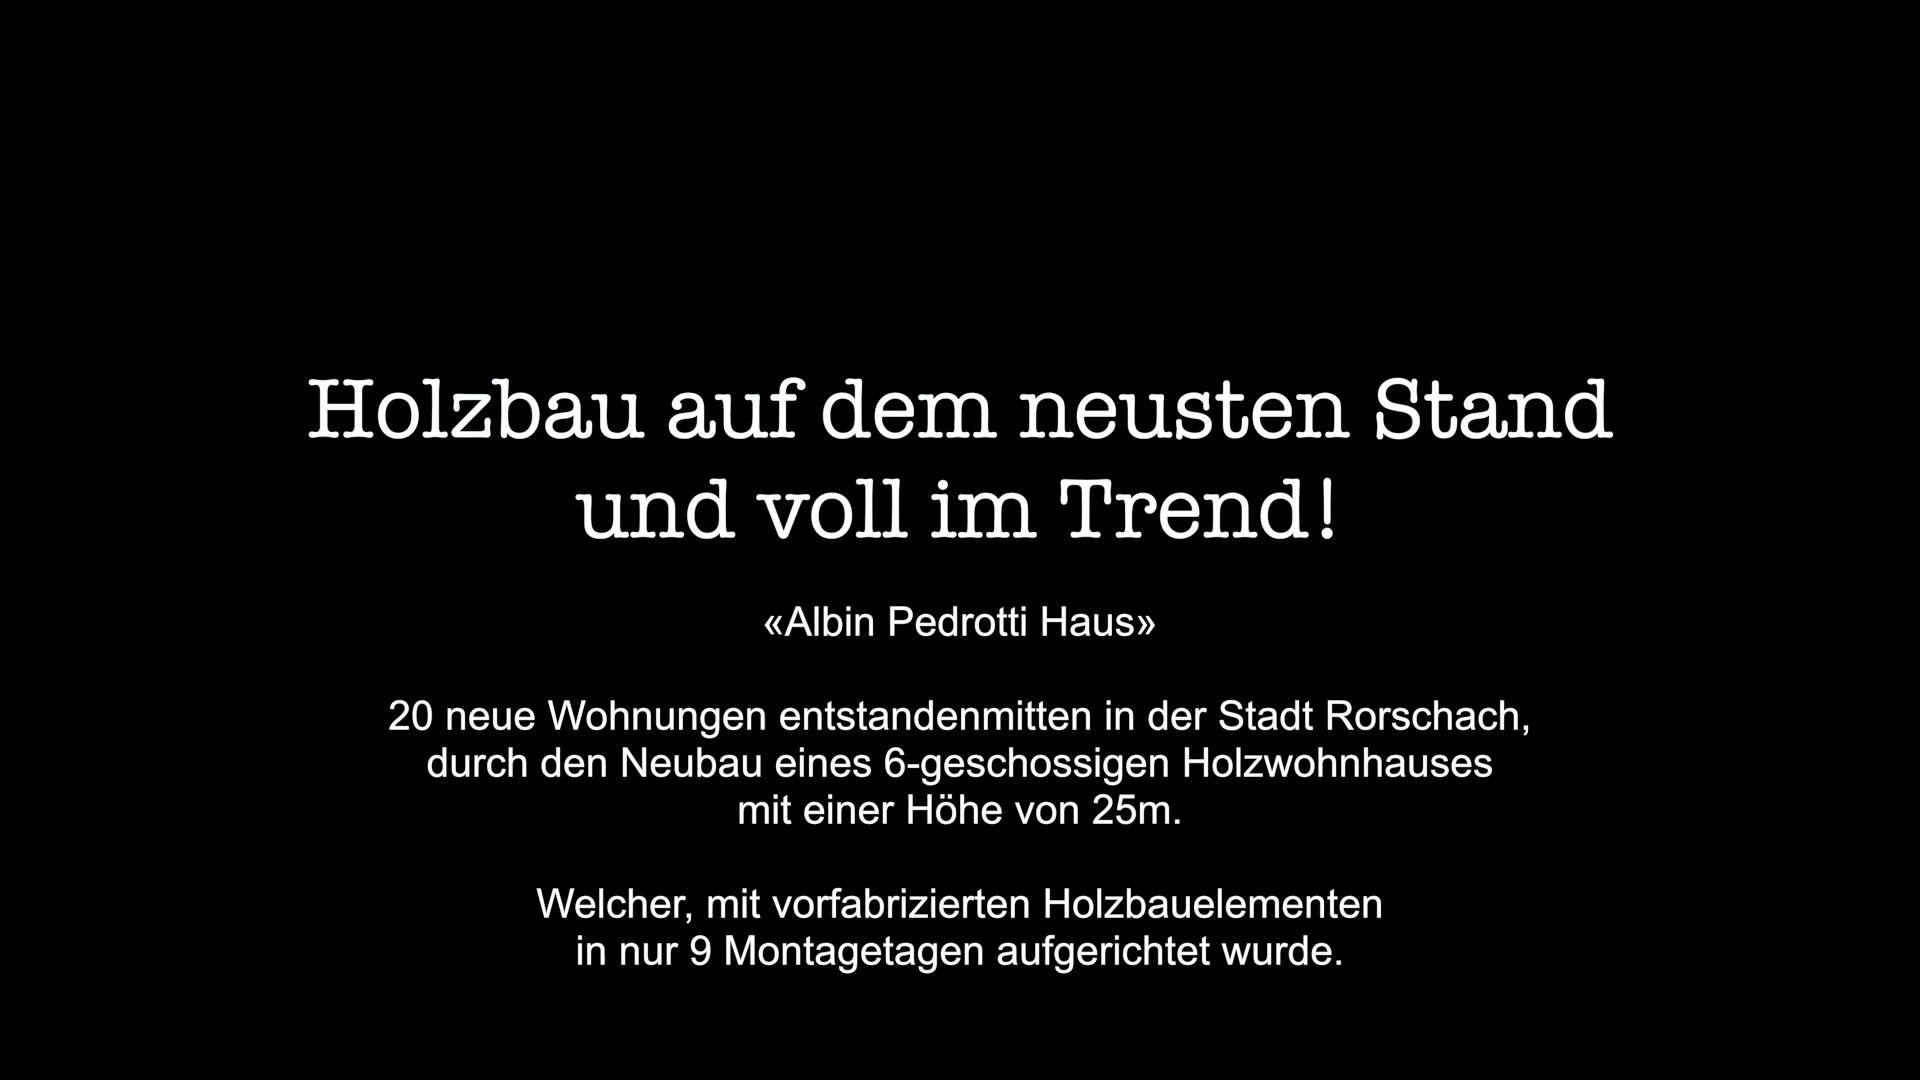 Holzbau auf dem neusten Stand
und voll im Trend!
«Albin Pedrotti Haus»
20 neue Wohnungen entstandenmitten in der Stadt Rorschach,
durch den Neubau eines 6-geschossigen Holzwohnhauses
mit einer Höhe von 25m.
Welcher, mit vorfabrizierten Holzbauelementen
in nur 9 Montagetagen aufgerichtet wurde.